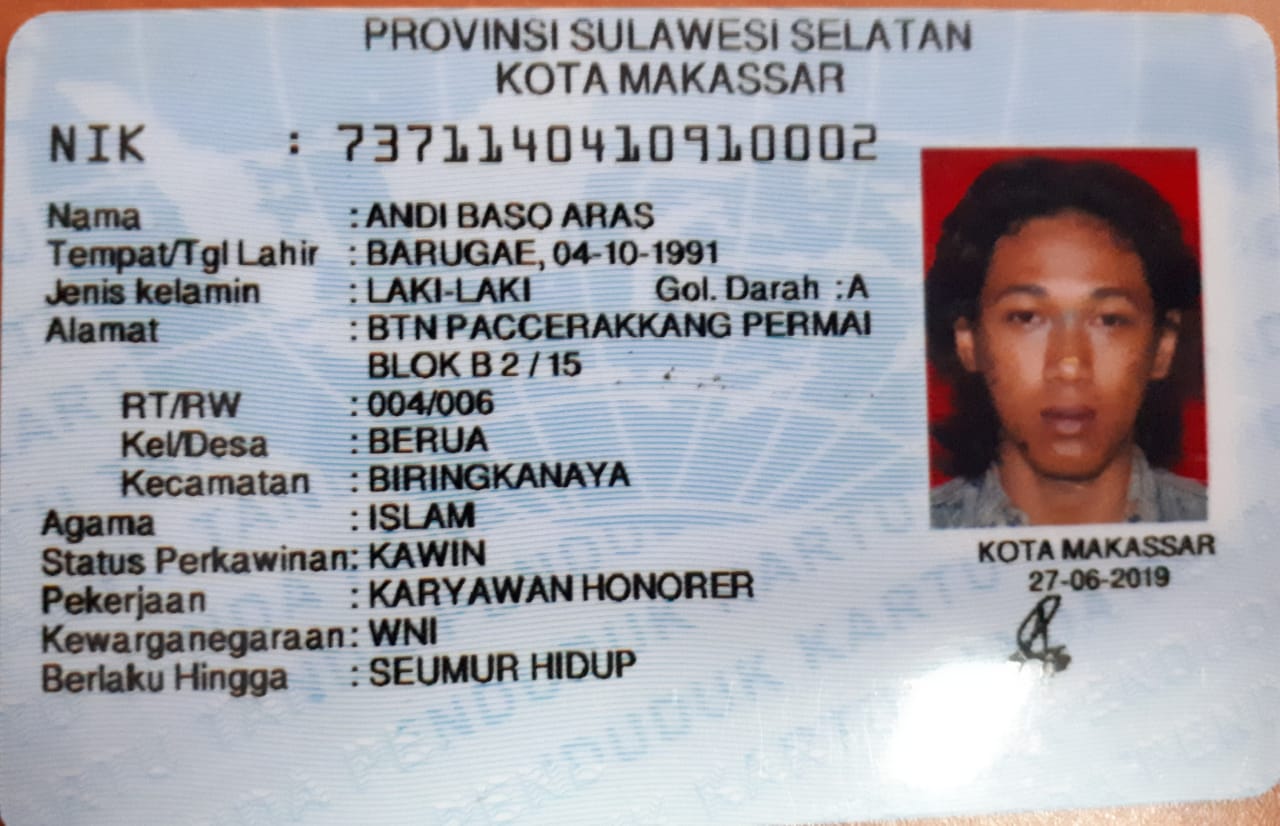 PROVINSI SULAWESI SELATAN
KOTA MAKASSAR
NIK : 7371140410910002
Nama : ANDI BASO ARAS
Tempat/Tgl Lahir : BARUGAE, 04-10-1991
Jenis kelamin : LAKI-LAKI Gol. Darah : A
Alamat : BTN PACCERAKKANG PERMAI
BLOK B 2 / 15
RT/RW : 004/006
Kel/Desa : BERUA
Kecamatan : BIRINGKANAYA
Agama : ISLAM
Status Perkawinan: KAWIN
Pekerjaan : KARYAWAN HONORER
Kewarganegaraan: WNI
Berlaku Hingga : SEUMUR HIDUP
KOTA MAKASSAR
27-06-2019